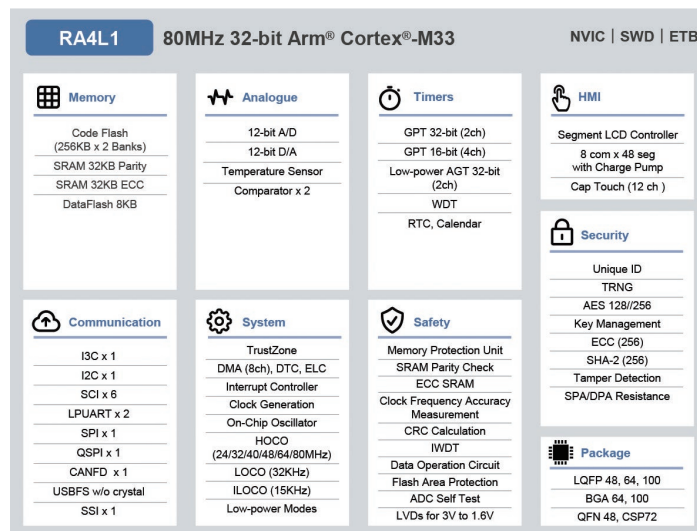 RA4L1
80MHz 32-bit Arm® Cortex®-M33
NVIC | SWD | ETB
Memory
Code Flash
(256KB x 2 Banks)
SRAM 32KB Parity
SRAM 32KB ECC
DataFlash 8KB
Analogue
12-bit A/D
12-bit D/A
Temperature Sensor
Comparator x 2
Timers
GPT 32-bit (2ch)
GPT 16-bit (4ch)
Low-power AGT 32-bit
(2ch)
WDT
RTC, Calendar
HMI
Segment LCD Controller
8 com x 48 seg
with Charge Pump
Cap Touch (12 ch )
Security
Unique ID
TRNG
AES 128//256
Key Management
ECC (256)
SHA-2 (256)
Tamper Detection
SPA/DPA Resistance
Communication
I3C x 1
I2C x 1
SCI x 6
LPUART x 2
SPI x 1
QSPI x 1
CANFD x 1
USBFS w/o crystal
SSI x 1
System
TrustZone
DMA (8ch), DTC, ELC
Interrupt Controller
Clock Generation
On-Chip Oscillator
HOCO
(24/32/40/48/64/80MHz)
LOCO (32KHz)
ILOCO (15KHz)
Low-power Modes
Safety
Memory Protection Unit
SRAM Parity Check
ECC SRAM
Clock Frequency Accuracy
Measurement
CRC Calculation
IWDT
Data Operation Circuit
Flash Area Protection
ADC Self Test
LVDs for 3V to 1.6V
Package
LQFP 48, 64, 100
BGA 64, 100
QFN 48, CSP72